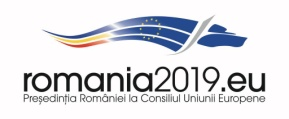 romania2019.eu
Președinția României la Consiliul Uniunii Europene